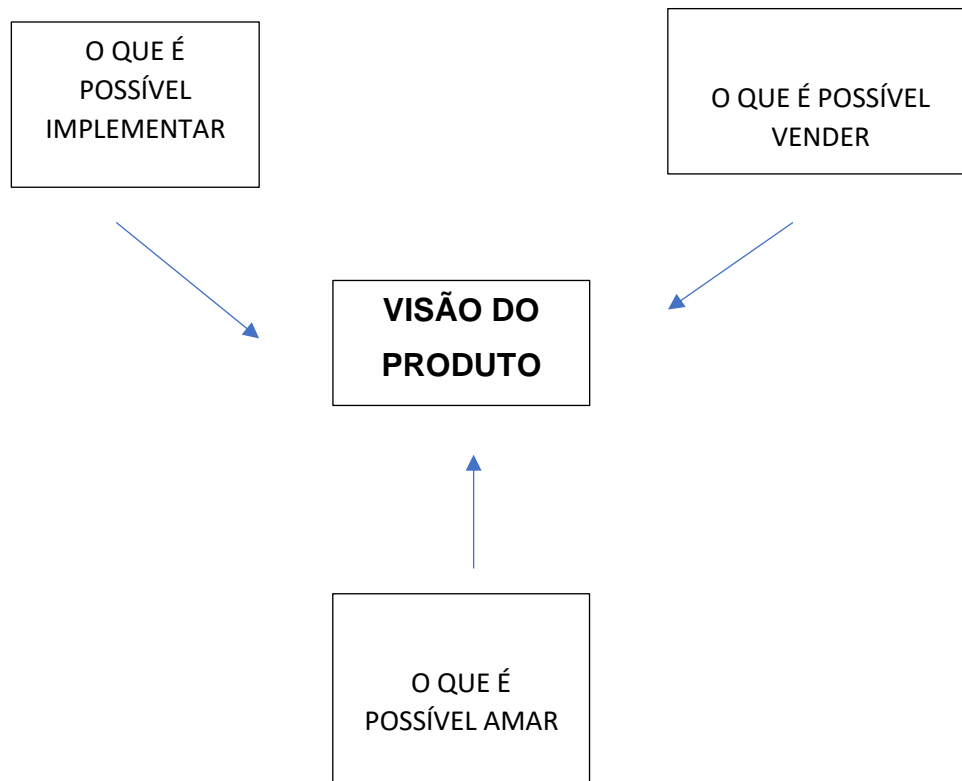 O QUE É
POSSÍVEL
IMPLEMENTAR
O QUE É POSSÍVEL
VENDER
VISÃO DO
PRODUTO
O QUE É
POSSÍVEL AMAR